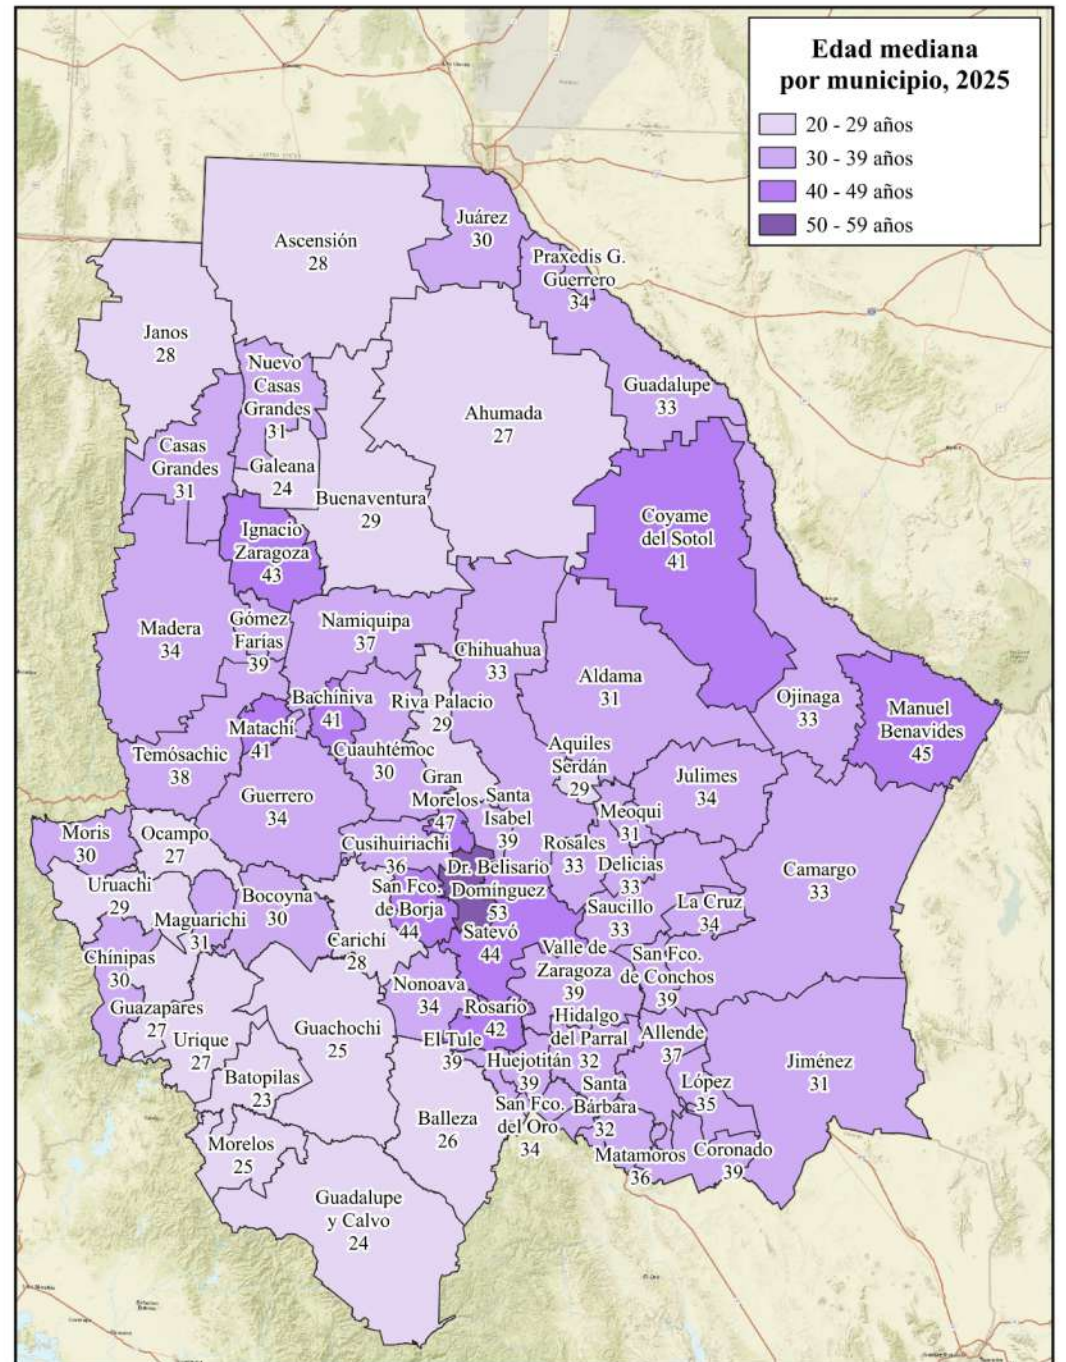 Edad mediana
por municipio, 2025
20 - 29 años
30 - 39 años
40 - 49 años
50 - 59 años
Juárez
30
Ascensión
28
Praxedis G.
Guerrero
34
Janos
28
Nuevo
Casas
Grandes
31
Guadalupe
33
Ahumada
27
Casas
Grandes
31
Galeana
24
Buenaventura
29
Coyame
del Sotol
41
Ignacio
Zaragoza
43
Madera
34
Gómez
Farías
39
Namiquipa
37
Chihuahua
33
Aldama
31
Ojinaga
33
Manuel
Benavides
45
Bachíniva
41
Riva Palacio
29
Matachí
41
Temósachic
38
Cuauhtémoc
30
Aquiles
Serdán
29
Julimes
34
Gran
Morelos
47
Santa
Isabel
39
Guerrero
34
Meoqui
31
Moris
30
Ocampo
27
Cusihuiriachi
36
Rosales
33
Delicias
33
Camargo
33
Dr. Belisario
Domínguez
53
Uruachi
29
Maguarichi
31
Bocoyna
30
San Fco.
de Borja
44
Saucillo
33
La Cruz
34
Carichí
28
Satevó
44
Chínipas
30
Valle de
Zaragoza
39
San Fco.
de Conchos
39
Nonoava
34
Guazapares
27
Rosario
42
Urique
27
Guachochi
25
El Tule
39
Hidalgo
del Parral
32
Allende
37
Jiménez
31
Huejotitán
39
Batopilas
23
López
35
Santa
Bárbara
32
San Fco.
del Oro
34
Balleza
26
Morelos
25
Matamoros
36
Coronado
39
Guadalupe
y Calvo
24